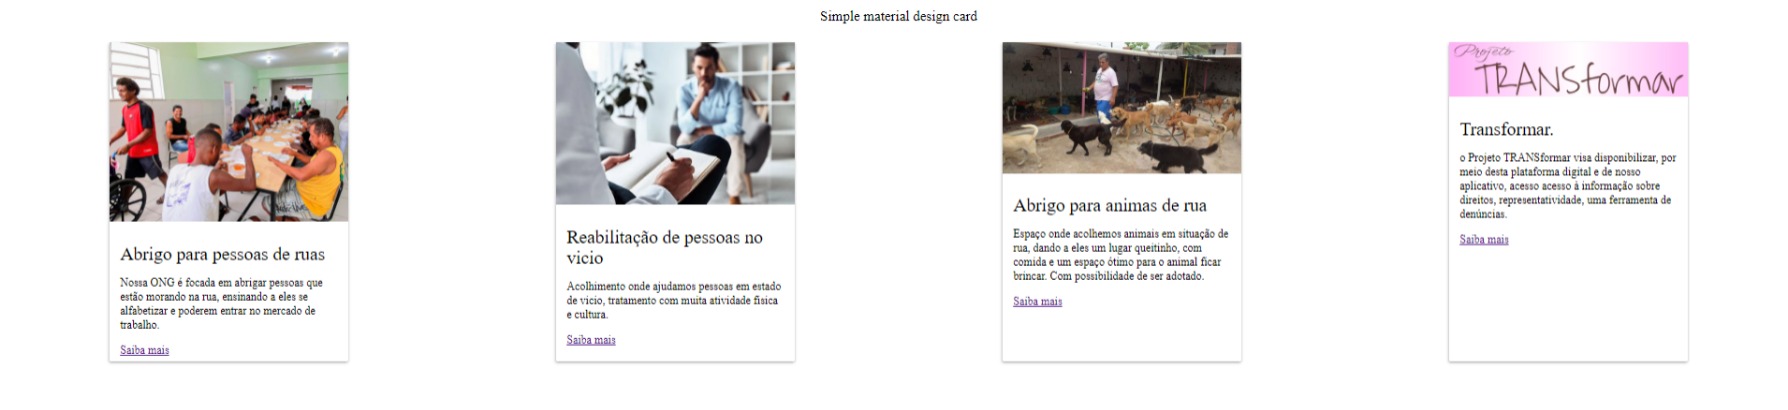 Simple material design card
Abrigo para pessoas de ruas
Nossa ONG é focada em abrigar pessoas que
estão morando na rua, ensinando a eles se
alfabetizar e poderem entrar no mercado de
trabalho.
Saiba mais
Reabilitação de pessoas no
vicio
Acolhimento onde ajudamos pessoas em estado
de vicio, tratamento com muita atividade fisica
e cultura.
Saiba mais
Abrigo para animas de rua
Espaço onde acolhemos animais em situação de
rua, dando a eles um lugar queitinho, com
comida e um espaço ótimo para o animal ficar
brincar. Com possibilidade de ser adotado.
Saiba mais
Projeto
TRANSformar
Transformar.
o Projeto TRANSformar visa disponibilizar, por
meio desta plataforma digital e de nosso
aplicativo, acesso acesso à informação sobre
direitos, representatividade, uma ferramenta de
denúncias.
Saiba mais